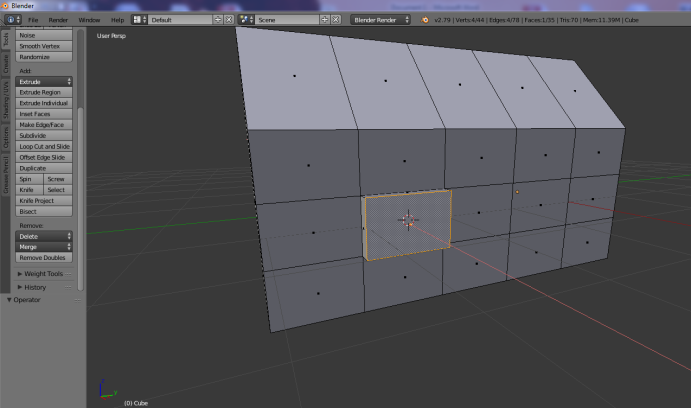 Blender
File Render Window Help Default Scene Blender Render v2.79 | Verts:4/44 | Edges:4/78 | Faces:1/35 | Tris:70 | Mem:11.39M | Cube
User Persp
Tools
Create
Shading / UVs
Options
Grease Pencil
Noise
Smooth Vertex
Randomize
Add:
Extrude
Extrude Region
Extrude Individual
Inset Faces
Make Edge/Face
Subdivide
Loop Cut and Slide
Offset Edge Slide
Duplicate
Spin Screw
Knife Select
Knife Project
Bisect
Remove:
Delete
Merge
Remove Doubles
Weight Tools
History
Operator
z
y
(0) Cube